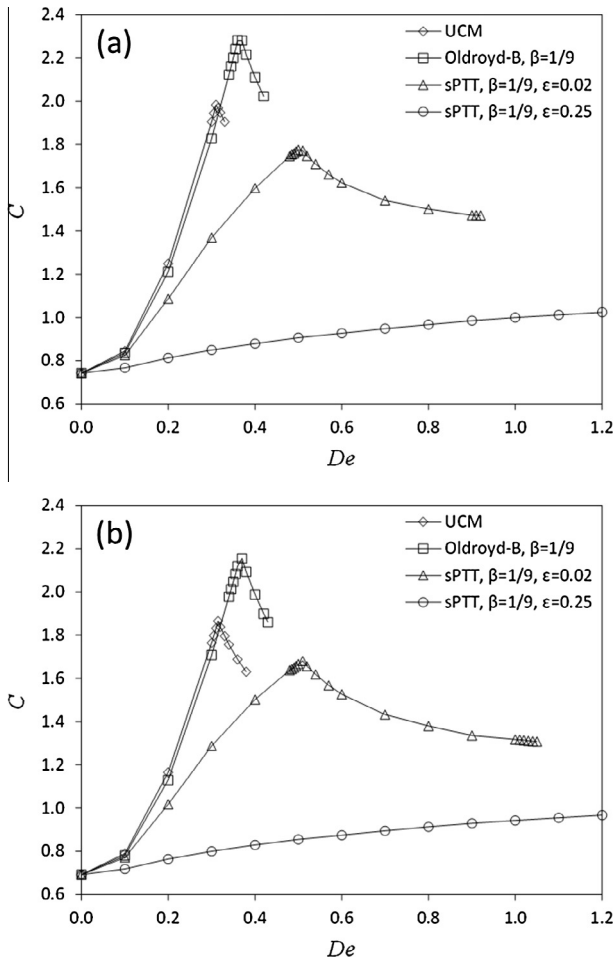 (a)
UCM
Oldroyd-B, β=1/9
sPTT, β=1/9, ε=0.02
sPTT, β=1/9, ε=0.25
2.4
2.2
2.0
1.8
1.6
1.4
1.2
1.0
0.8
0.6
C
0.0 0.2 0.4 0.6 0.8 1.0 1.2
De
(b)
UCM
Oldroyd-B, β=1/9
sPTT, β=1/9, ε=0.02
sPTT, β=1/9, ε=0.25
2.4
2.2
2.0
1.8
1.6
1.4
1.2
1.0
0.8
0.6
C
0.0 0.2 0.4 0.6 0.8 1.0 1.2
De